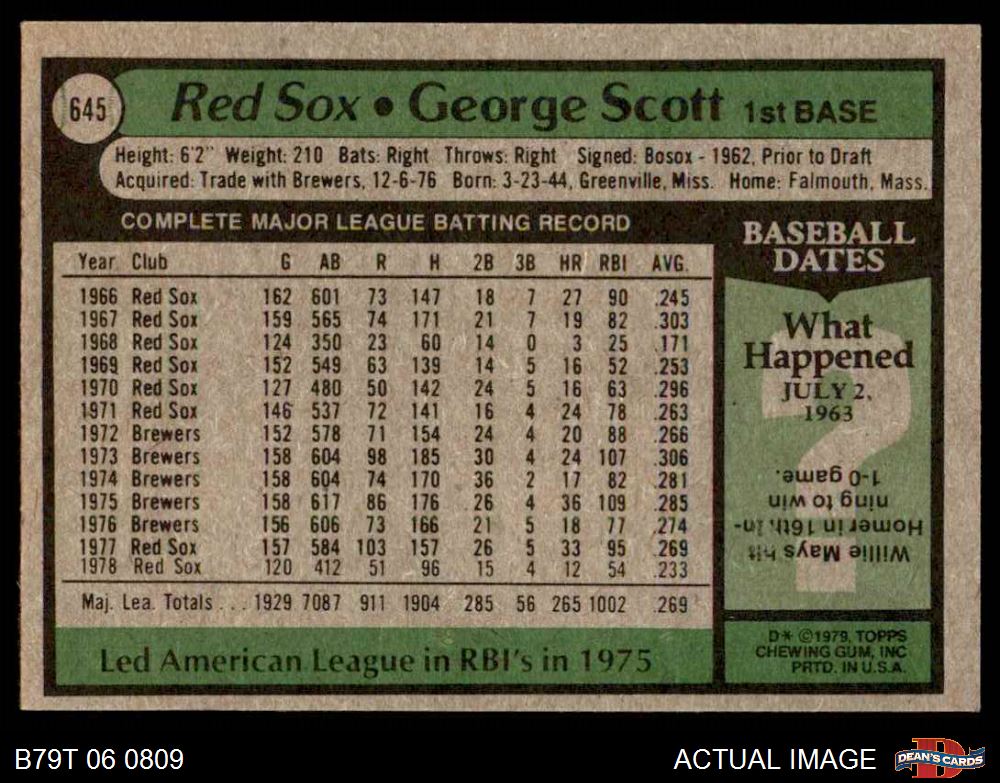 645
Red Sox • George Scott 1st BASE
Height: 6'2" Weight: 210 Bats: Right Throws: Right Signed: Bosox - 1962, Prior to Draft
Acquired: Trade with Brewers, 12-6-76 Born: 3-23-44, Greenville, Miss. Home: Falmouth, Mass.
COMPLETE MAJOR LEAGUE BATTING RECORD
Year Club G AB R H 2B 3B HR RBI AVG.
1966 Red Sox 162 601 73 147 18 7 27 90 .245
1967 Red Sox 159 565 74 171 21 7 19 82 .303
1968 Red Sox 124 350 23 60 14 0 3 25 .171
1969 Red Sox 152 549 63 139 14 5 16 52 .253
1970 Red Sox 127 480 50 142 24 5 16 63 .296
1971 Red Sox 146 537 72 141 16 4 24 78 .263
1972 Brewers 152 578 71 154 24 4 20 88 .266
1973 Brewers 158 604 98 185 30 4 24 107 .306
1974 Brewers 158 604 74 170 36 2 17 82 .281
1975 Brewers 158 617 86 176 26 4 36 109 .285
1976 Brewers 156 606 73 166 21 5 18 77 .274
1977 Red Sox 157 584 103 157 26 5 33 95 .269
1978 Red Sox 120 412 51 96 15 4 12 54 .233
Maj. Lea. Totals . . . 1929 7087 911 1904 285 56 265 1002 .269
Led American League in RBI's in 1975
BASEBALL
DATES
What
Happened
JULY 2,
1963
?
Willie Mays hit
Homer in 16th. In-
ning to win
1-0 game.
D* ©1979, TOPPS
CHEWING GUM, INC
PRTD. IN U.S.A.
B79T 06 0809
ACTUAL IMAGE
D
DEAN'S CARDS